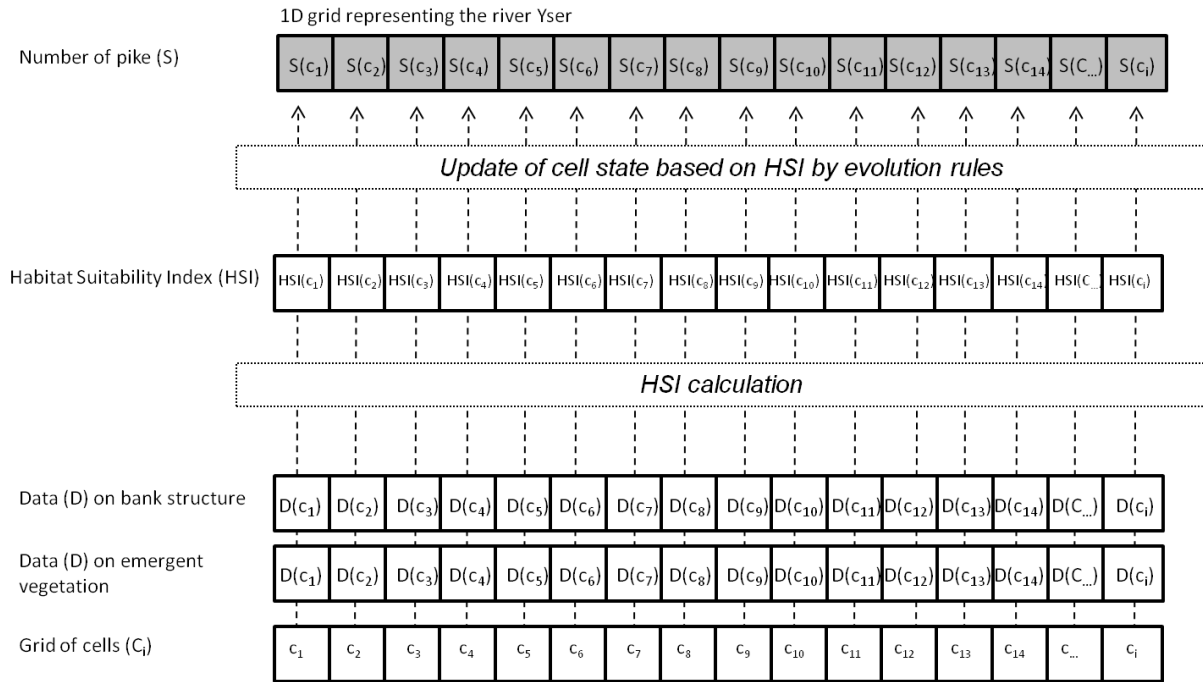 1D grid representing the river Yser
Number of pike (S)
S(c₁) S(c₂) S(c₃) S(c₄) S(c₅) S(c₆) S(c₇) S(c₈) S(c₉) S(c₁₀) S(c₁₁) S(c₁₂) S(c₁₃) S(c₁₄) S(C...) S(cᵢ)
Update of cell state based on HSI by evolution rules
Habitat Suitability Index (HSI)
HSI(c₁) HSI(c₂) HSI(c₃) HSI(c₄) HSI(c₅) HSI(c₆) HSI(c₇) HSI(c₈) HSI(c₉) HSI(c₁₀) HSI(c₁₁) HSI(c₁₂) HSI(c₁₃) HSI(c₁₄) HSI(C...) HSI(cᵢ)
HSI calculation
Data (D) on bank structure
D(c₁) D(c₂) D(c₃) D(c₄) D(c₅) D(c₆) D(c₇) D(c₈) D(c₉) D(c₁₀) D(c₁₁) D(c₁₂) D(c₁₃) D(c₁₄) D(C...) D(cᵢ)
Data (D) on emergent
vegetation
D(c₁) D(c₂) D(c₃) D(c₄) D(c₅) D(c₆) D(c₇) D(c₈) D(c₉) D(c₁₀) D(c₁₁) D(c₁₂) D(c₁₃) D(c₁₄) D(C...) D(cᵢ)
Grid of cells (Cᵢ)
c₁ c₂ c₃ c₄ c₅ c₆ c₇ c₈ c₉ c₁₀ c₁₁ c₁₂ c₁₃ c₁₄ c... cᵢ